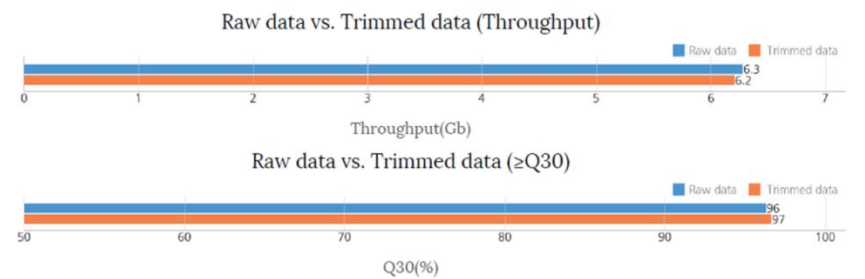 Raw data vs. Trimmed data (Throughput)
Raw data Trimmed data
6.3
6.2
0 1 2 3 4 5 6 7
Throughput(Gb)
Raw data vs. Trimmed data (≥Q30)
Raw data Trimmed data
96
97
50 60 70 80 90 100
Q30(%)